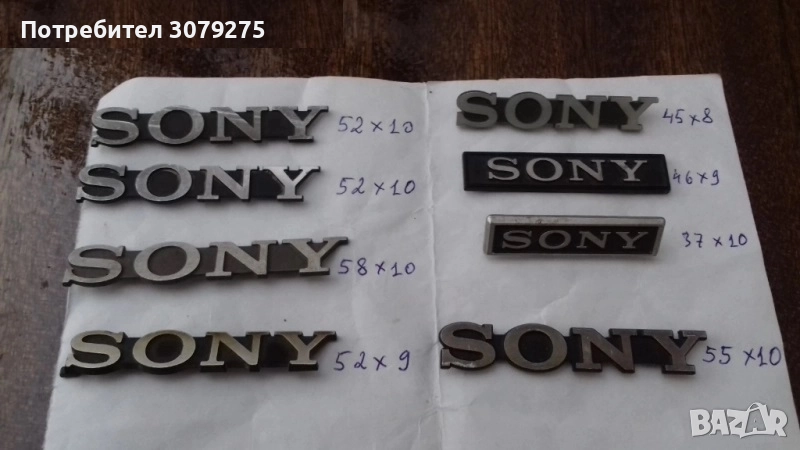 Потребител 3079275
SONY 52 x 10
SONY 52 x 10
SONY 58 x 10
SONY 52 x 9
SONY 45 x 8
SONY 46 x 9
SONY 37 x 10
SONY 55 x 10
BAZAR